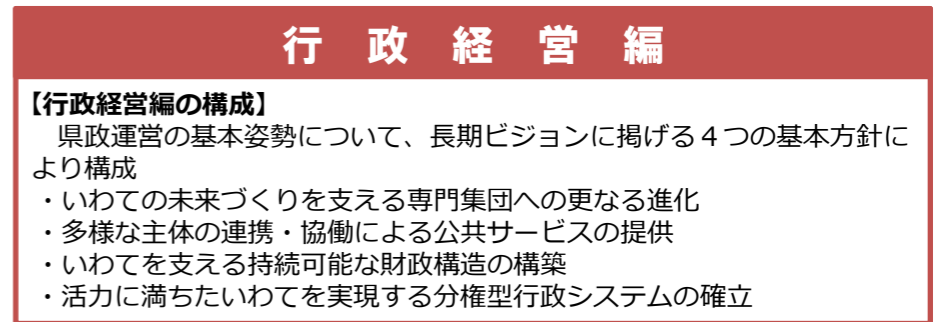 行 政 経 営 編
【行政経営編の構成】
　県政運営の基本姿勢について、長期ビジョンに掲げる４つの基本方針に
より構成
・いわての未来づくりを支える専門集団への更なる進化
・多様な主体の連携・協働による公共サービスの提供
・いわてを支える持続可能な財政構造の構築
・活力に満ちたいわてを実現する分権型行政システムの確立